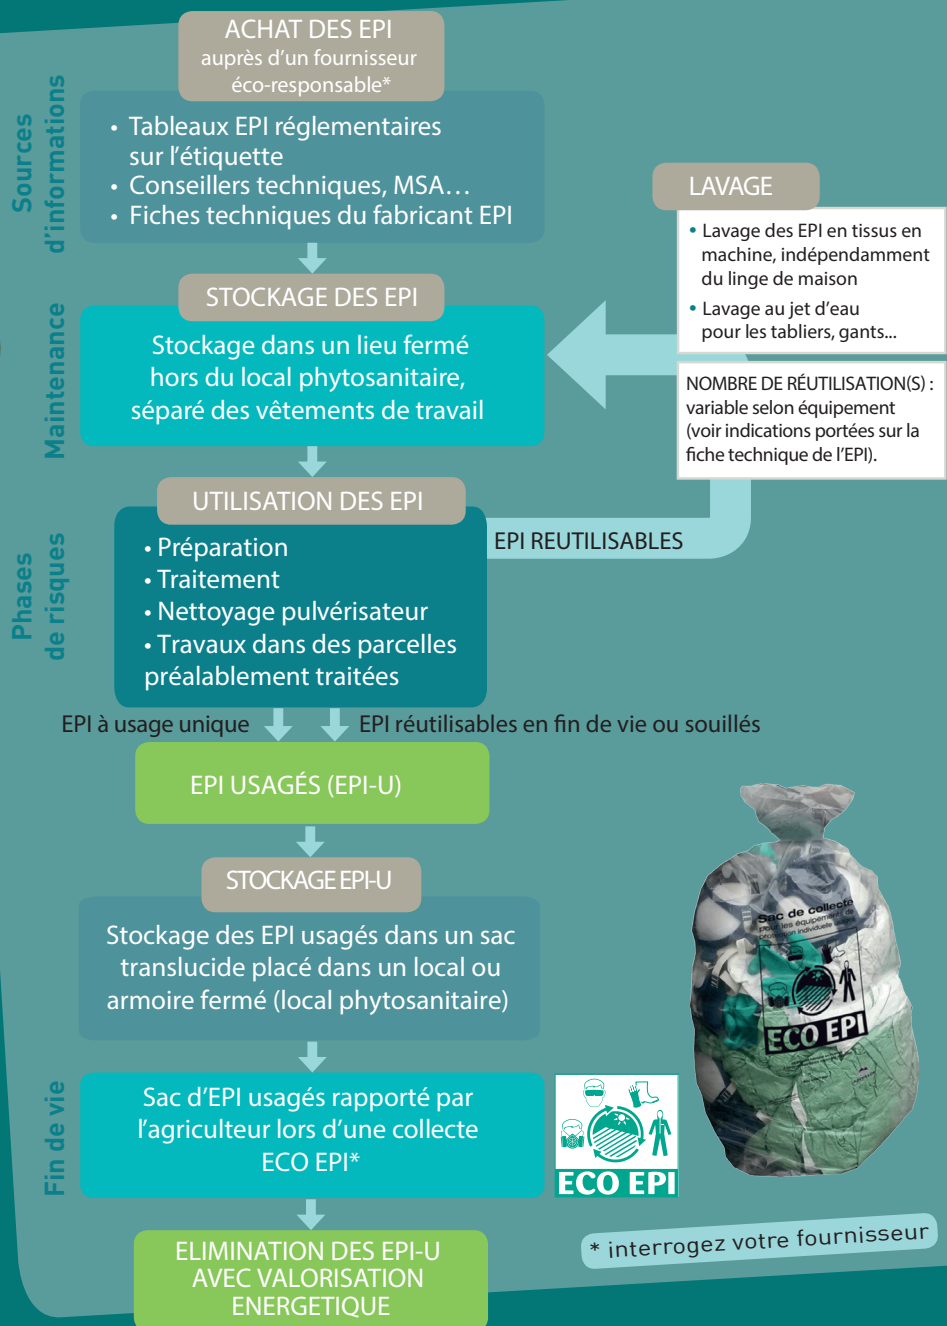 ACHAT DES EPI
auprès d'un fournisseur
éco-responsable*
Sources
d'informations
• Tableaux EPI réglementaires
sur l'étiquette
• Conseillers techniques, MSA…
• Fiches techniques du fabricant EPI
LAVAGE
• Lavage des EPI en tissus en
machine, indépendamment
du linge de maison
• Lavage au jet d'eau
pour les tabliers, gants...
NOMBRE DE RÉUTILISATION(S) :
variable selon équipement
(voir indications portées sur la
fiche technique de l'EPI).
Maintenance
STOCKAGE DES EPI
Stockage dans un lieu fermé
hors du local phytosanitaire,
séparé des vêtements de travail
Phases
de risques
UTILISATION DES EPI
• Préparation
• Traitement
• Nettoyage pulvérisateur
• Travaux dans des parcelles
préalablement traitées
EPI REUTILISABLES
EPI à usage unique
EPI réutilisables en fin de vie ou souillés
EPI USAGÉS (EPI-U)
STOCKAGE EPI-U
Stockage des EPI usagés dans un sac
translucide placé dans un local ou
armoire fermé (local phytosanitaire)
Sac de collecte
pour les équipements de
protection individuelle usagés
ECO EPI
Fin de vie
Sac d'EPI usagés rapporté par
l'agriculteur lors d'une collecte
ECO EPI*
ECO EPI
ELIMINATION DES EPI-U
AVEC VALORISATION
ENERGETIQUE
* interrogez votre fournisseur